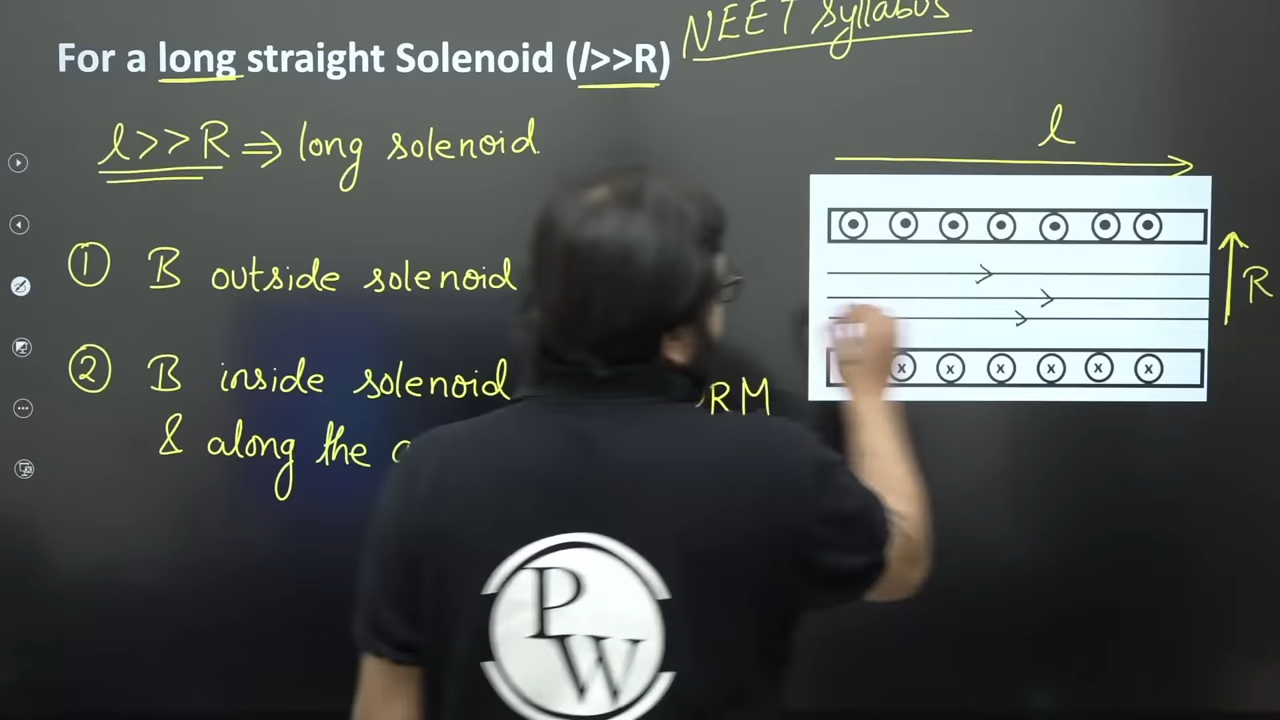 NEET Syllabus
For a long straight Solenoid (l>>R)
l>>R ⇒ long solenoid
l
① B outside solenoid
R
② B inside solenoid
RM
& along the
x x x x x x
PW